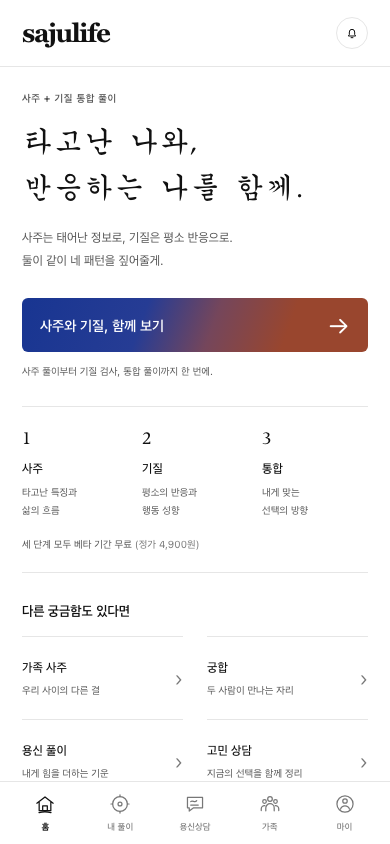 sajulife
사주 + 기질 통합 풀이
타고난 나와,
반응하는 나를 함께.
사주는 태어난 정보로, 기질은 평소 반응으로.
둘이 같이 네 패턴을 짚어줄게.
사주와 기질, 함께 보기
사주 풀이부터 기질 검사, 통합 풀이까지 한 번에.
1
사주
타고난 특징과
삶의 흐름
2
기질
평소의 반응과
행동 성향
3
통합
내게 맞는
선택의 방향
세 단계 모두 베타 기간 무료 (정가 4,900원)
다른 궁금함도 있다면
가족 사주
우리 사이의 다른 결
궁합
두 사람이 만나는 자리
용신 풀이
내게 힘을 더하는 기운
고민 상담
지금의 선택을 함께 정리
홈
내 풀이
용신상담
가족
마이